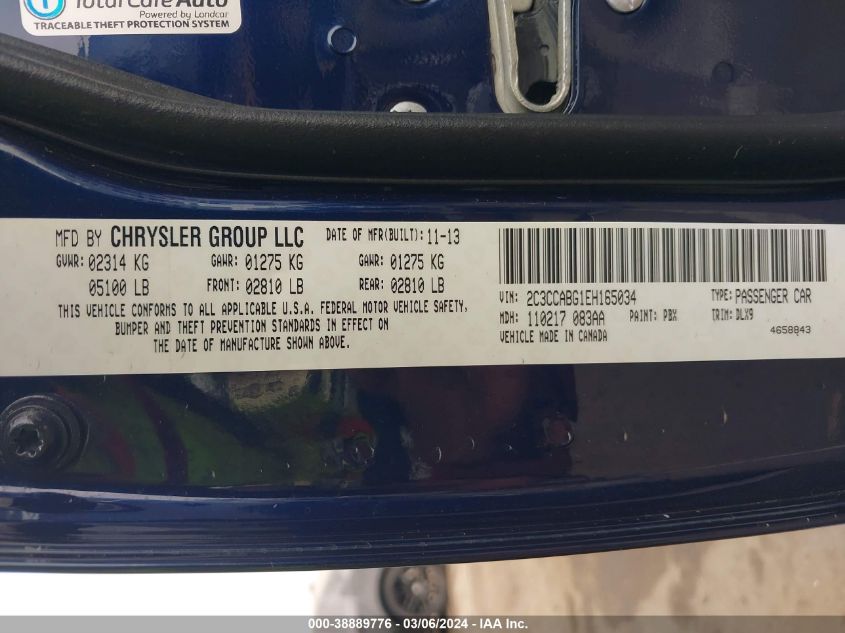 Total Care Auto
Powered by Landcar
TRACEABLE THEFT PROTECTION SYSTEM
MFD BY CHRYSLER GROUP LLC DATE OF MFR(BUILT): 11-13
GVWR: 02314 KG GAWR: 01275 KG GAWR: 01275 KG
05100 LB FRONT: 02810 LB REAR: 02810 LB
THIS VEHICLE CONFORMS TO ALL APPLICABLE U.S.A. FEDERAL MOTOR VEHICLE SAFETY,
BUMPER AND THEFT PREVENTION STANDARDS IN EFFECT ON
THE DATE OF MANUFACTURE SHOWN ABOVE.
VIN: 2C3CCABG1EH165034 TYPE: PASSENGER CAR
MDH: 110217 083AA PAINT: PBX TRIM: DLX9
VEHICLE MADE IN CANADA 4658843
000-38889776 - 03/06/2024 - IAA Inc.